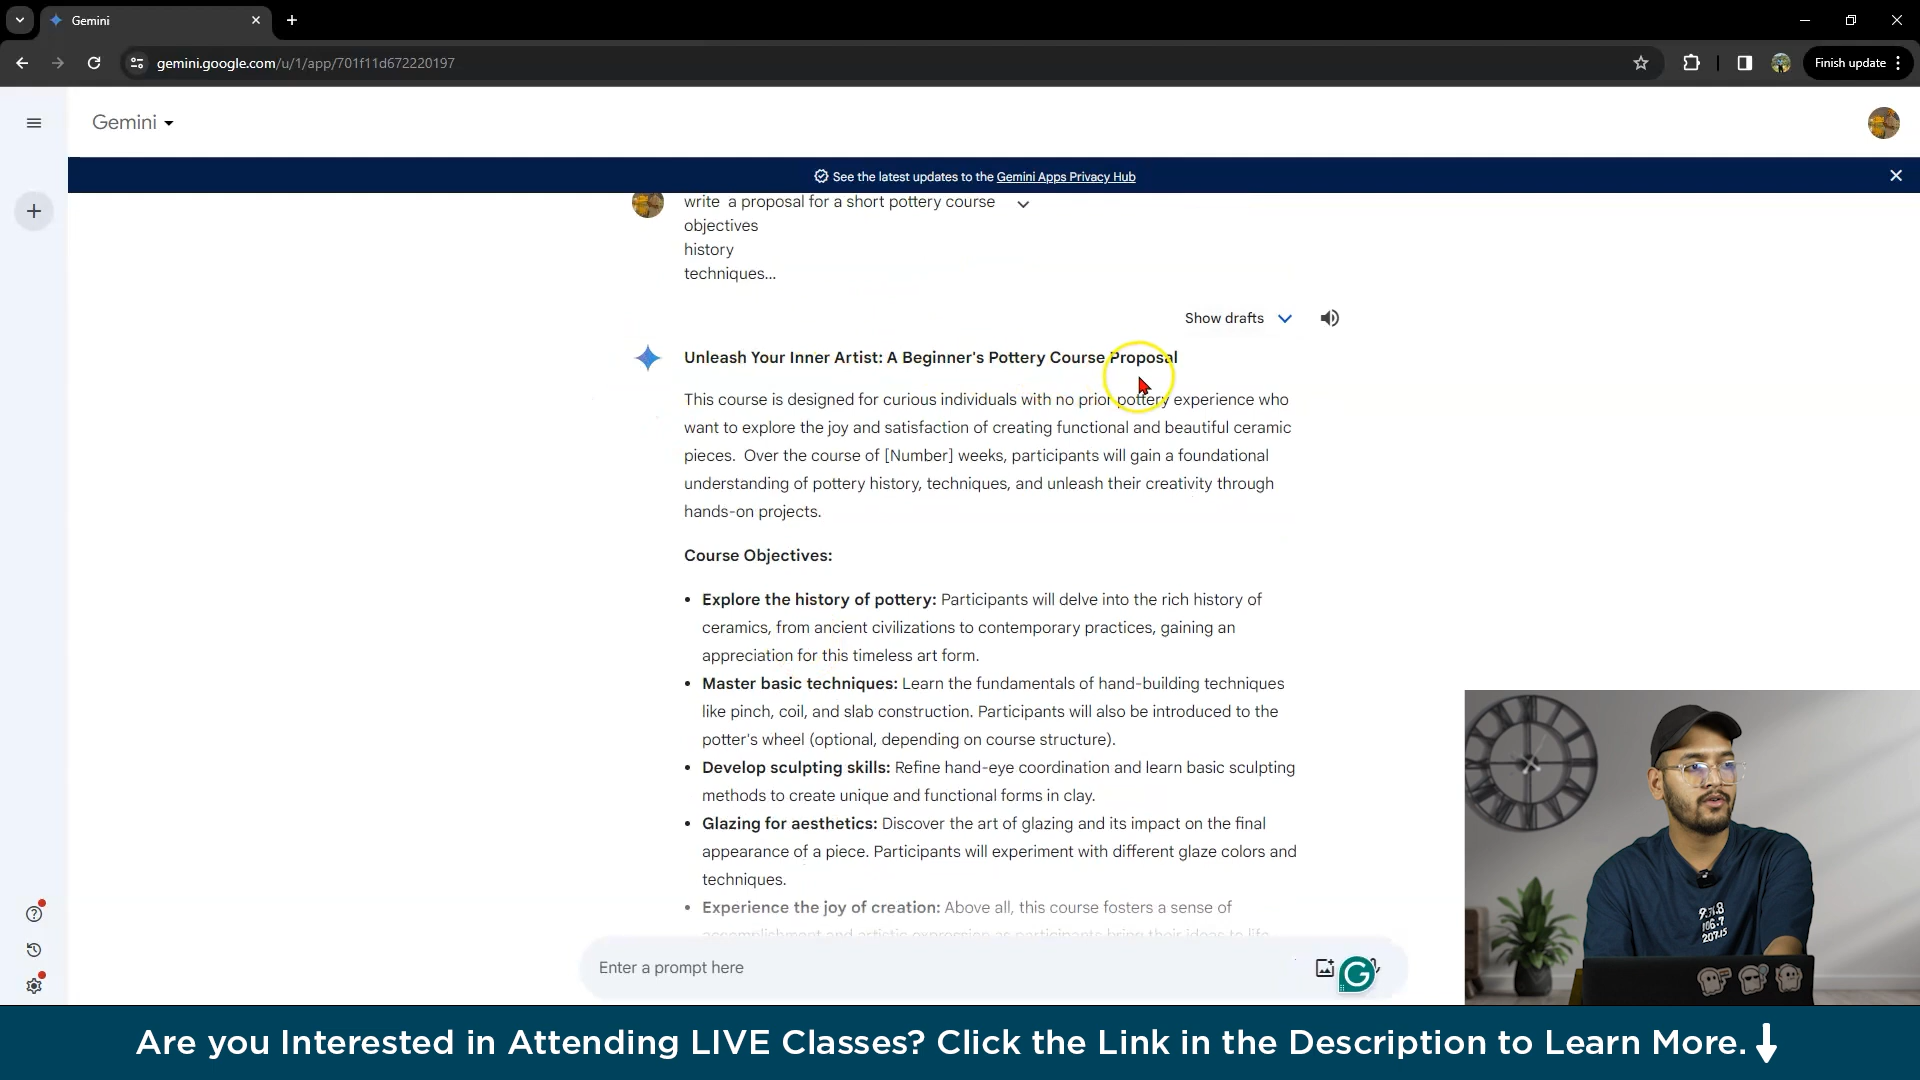 Gemini
gemini.google.com/u/1/app/701f11d672220197
Finish update
Gemini
See the latest updates to the Gemini Apps Privacy Hub
write a proposal for a short pottery course
objectives
history
techniques...
Show drafts
Unleash Your Inner Artist: A Beginner's Pottery Course Proposal
This course is designed for curious individuals with no prior pottery experience who
want to explore the joy and satisfaction of creating functional and beautiful ceramic
pieces. Over the course of [Number] weeks, participants will gain a foundational
understanding of pottery history, techniques, and unleash their creativity through
hands-on projects.
Course Objectives:
• Explore the history of pottery: Participants will delve into the rich history of
ceramics, from ancient civilizations to contemporary practices, gaining an
appreciation for this timeless art form.
• Master basic techniques: Learn the fundamentals of hand-building techniques
like pinch, coil, and slab construction. Participants will also be introduced to the
potter's wheel (optional, depending on course structure).
• Develop sculpting skills: Refine hand-eye coordination and learn basic sculpting
methods to create unique and functional forms in clay.
• Glazing for aesthetics: Discover the art of glazing and its impact on the final
appearance of a piece. Participants will experiment with different glaze colors and
techniques.
• Experience the joy of creation: Above all, this course fosters a sense of
accomplishment and artistic expression as participants bring their ideas to life.
Enter a prompt here
Are you Interested in Attending LIVE Classes? Click the Link in the Description to Learn More.